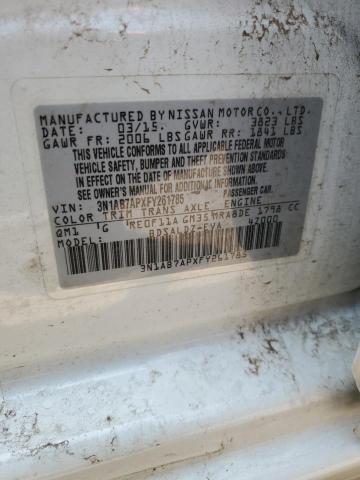 MANUFACTURED BY NISSAN MOTOR CO., LTD.
DATE: 03/15 GVWR: 3823 LBS
GAWR FR: 2006 LBS GAWR RR: 1841 LBS
THIS VEHICLE CONFORMS TO ALL APPLICABLE FEDERAL MOTOR
VEHICLE SAFETY, BUMPER AND THEFT PREVENTION STANDARDS
IN EFFECT ON THE DATE OF MANUFACTURE SHOWN ABOVE.
SEE OWNER'S MANUAL FOR ADDITIONAL INFORMATION.
VIN: 3N1AB7APXFY261785 PASSENGER CAR
COLOR TRIM TRANS AXLE ENGINE
QM1 G RE0F11A GM35 MRA8DE 1798 CC
MODEL: BDSALDZ-EVA 42000
3N1AB7APXFY261785